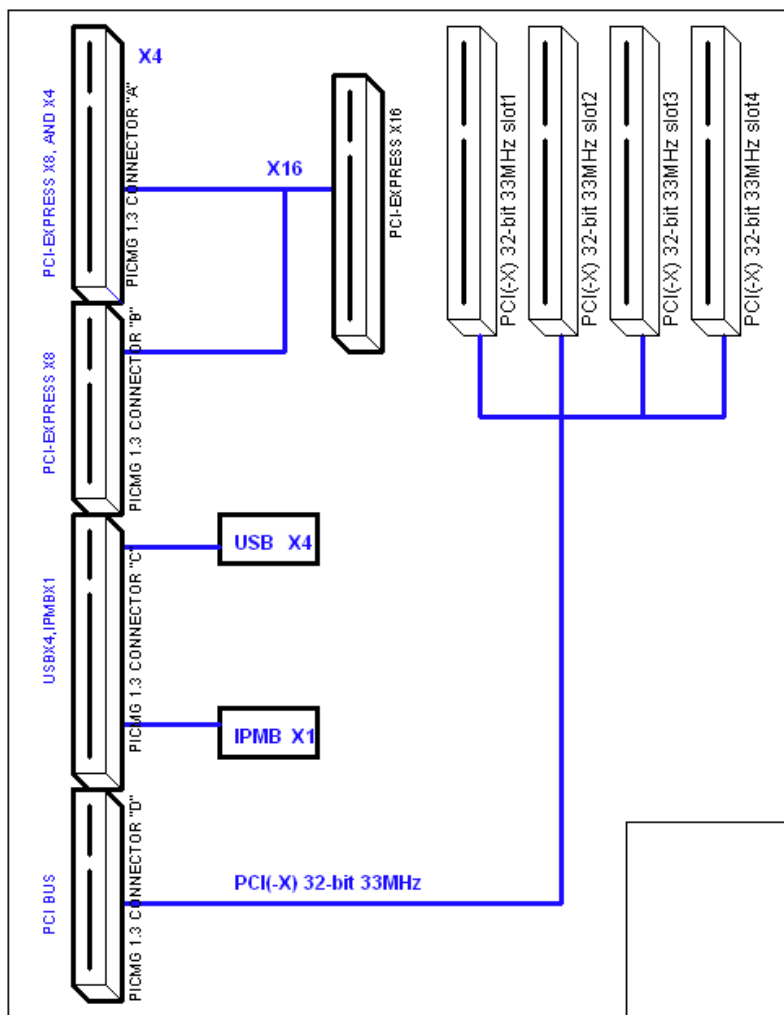 X4
PCI-EXPRESS X8, AND X4
PICMG 1.3 CONNECTOR "A"
X16
PCI-EXPRESS X16
PCI(-X) 32-bit 33MHz slot1
PCI(-X) 32-bit 33MHz slot2
PCI(-X) 32-bit 33MHz slot3
PCI(-X) 32-bit 33MHz slot4
PCI-EXPRESS X8
PICMG 1.3 CONNECTOR "B"
USBX4,IPMBX1
PICMG 1.3 CONNECTOR "C"
USB X4
IPMB X1
PCI BUS
PICMG 1.3 CONNECTOR "D"
PCI(-X) 32-bit 33MHz